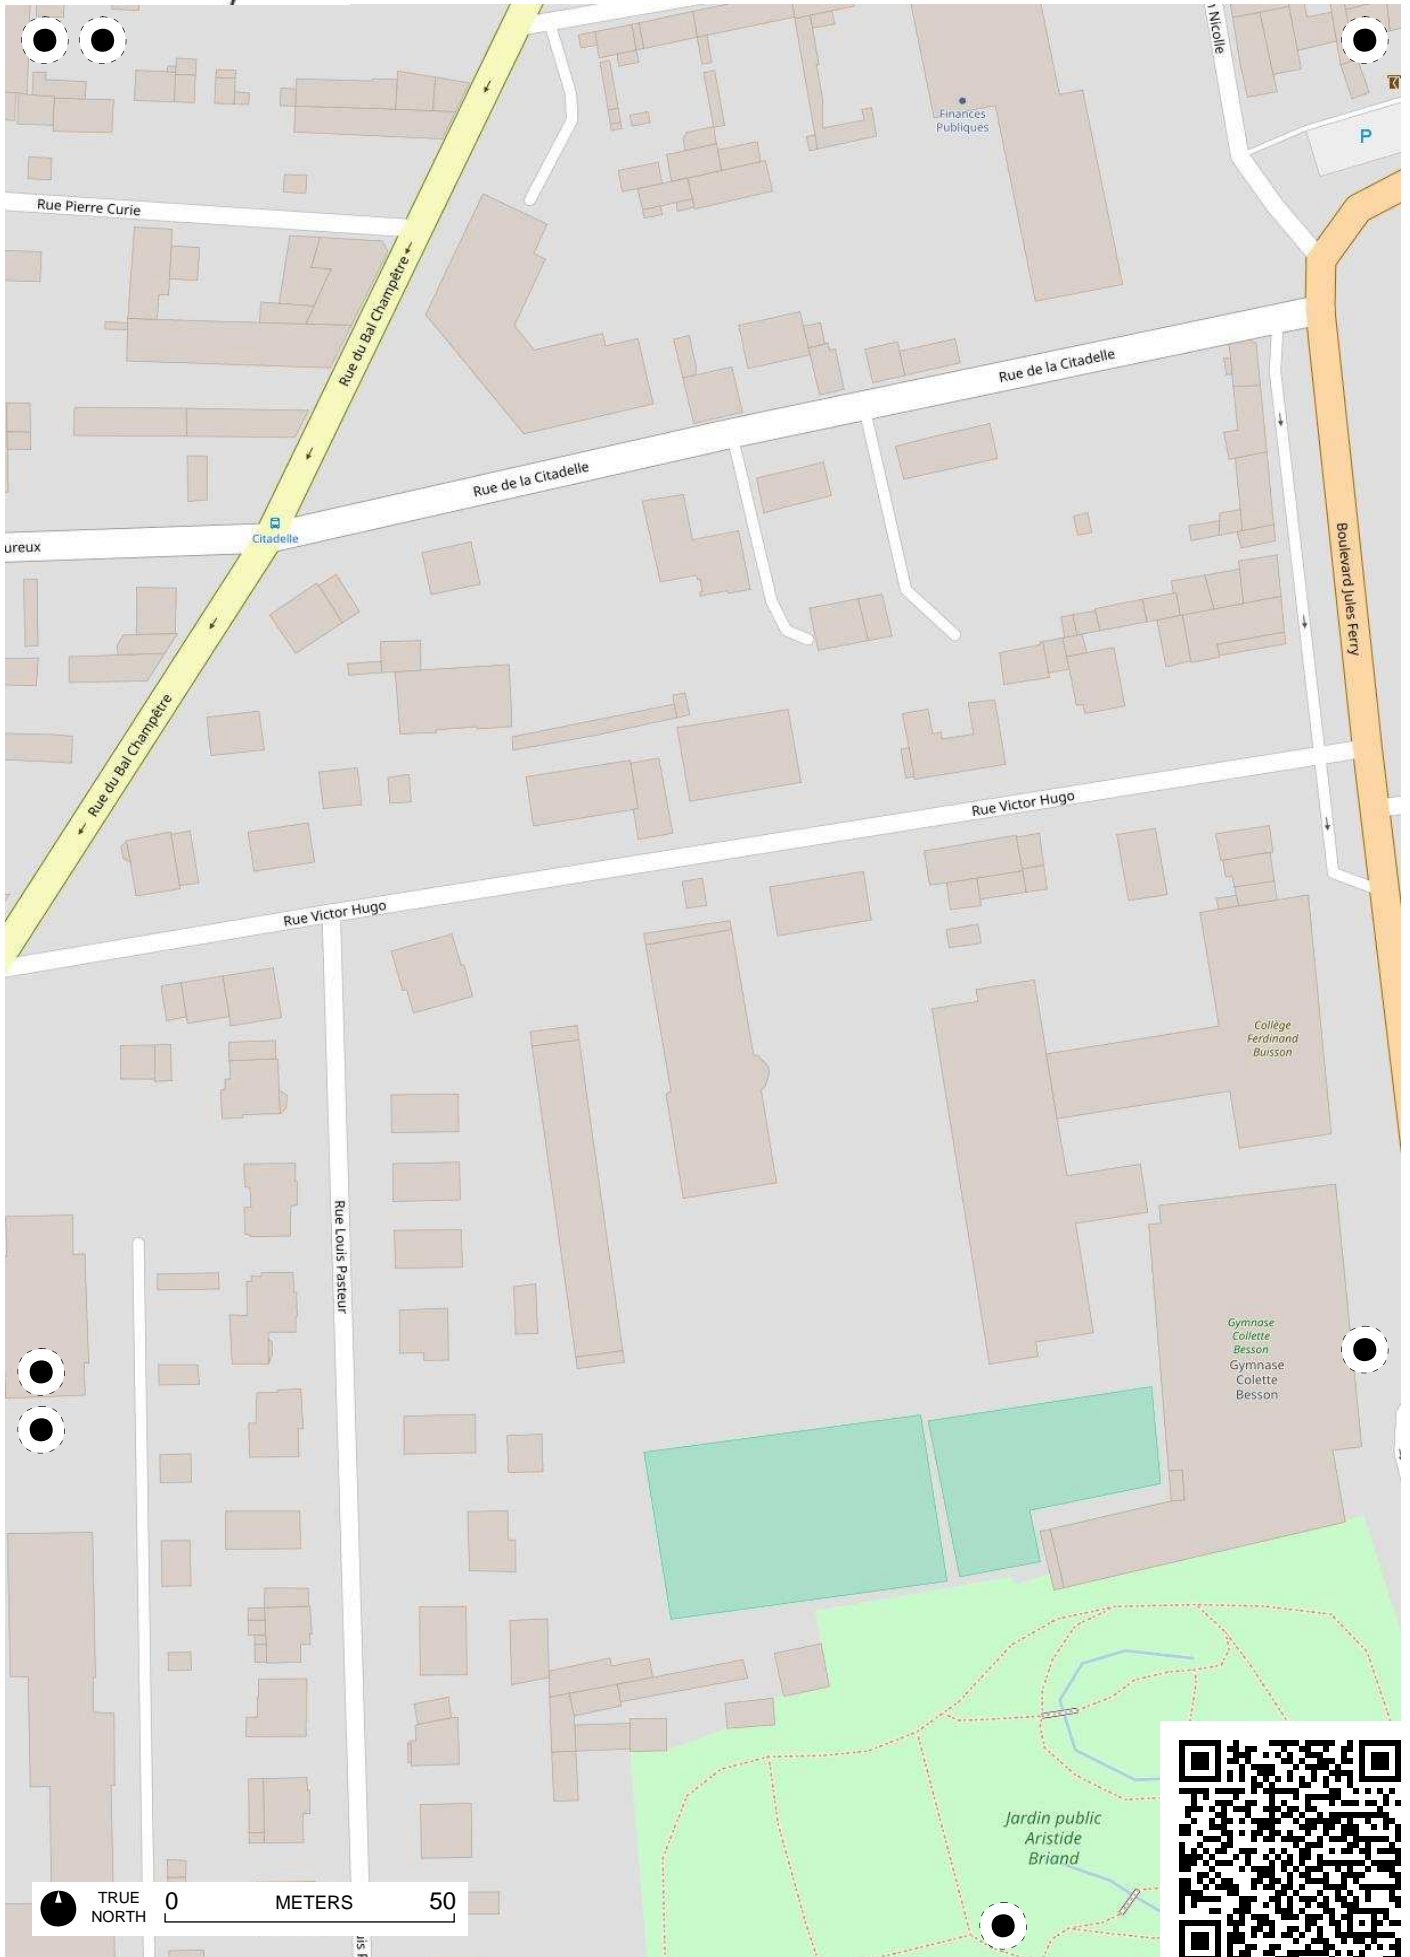 Nicolle
Finances
Publiques
P
Rue Pierre Curie
Rue du Bal Champêtre
Rue de la Citadelle
Rue de la Citadelle
Citadelle
ureux
Boulevard Jules Ferry
Rue du Bal Champêtre
Rue Victor Hugo
Rue Victor Hugo
Collège
Ferdinand
Buisson
Rue Louis Pasteur
Gymnase
Collette
Besson
Gymnase
Colette
Besson
Jardin public
Aristide
Briand
TRUE
NORTH
0 METERS 50
uis P